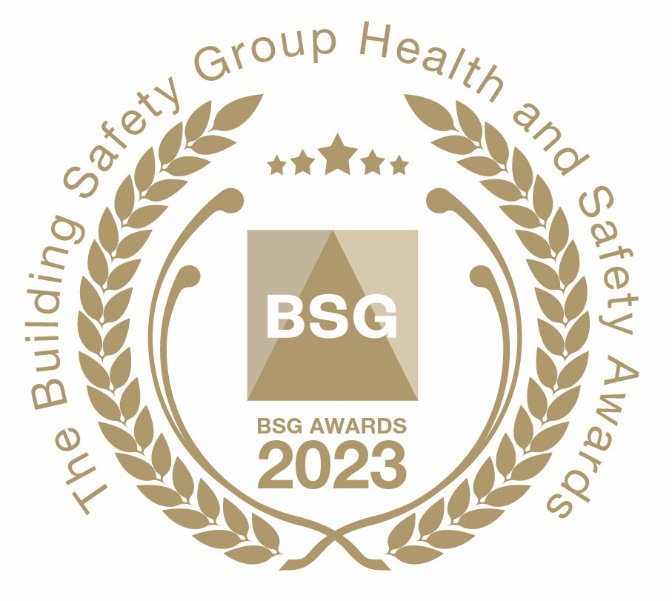 The Building Safety Group Health and Safety Awards
BSG
BSG AWARDS
2023